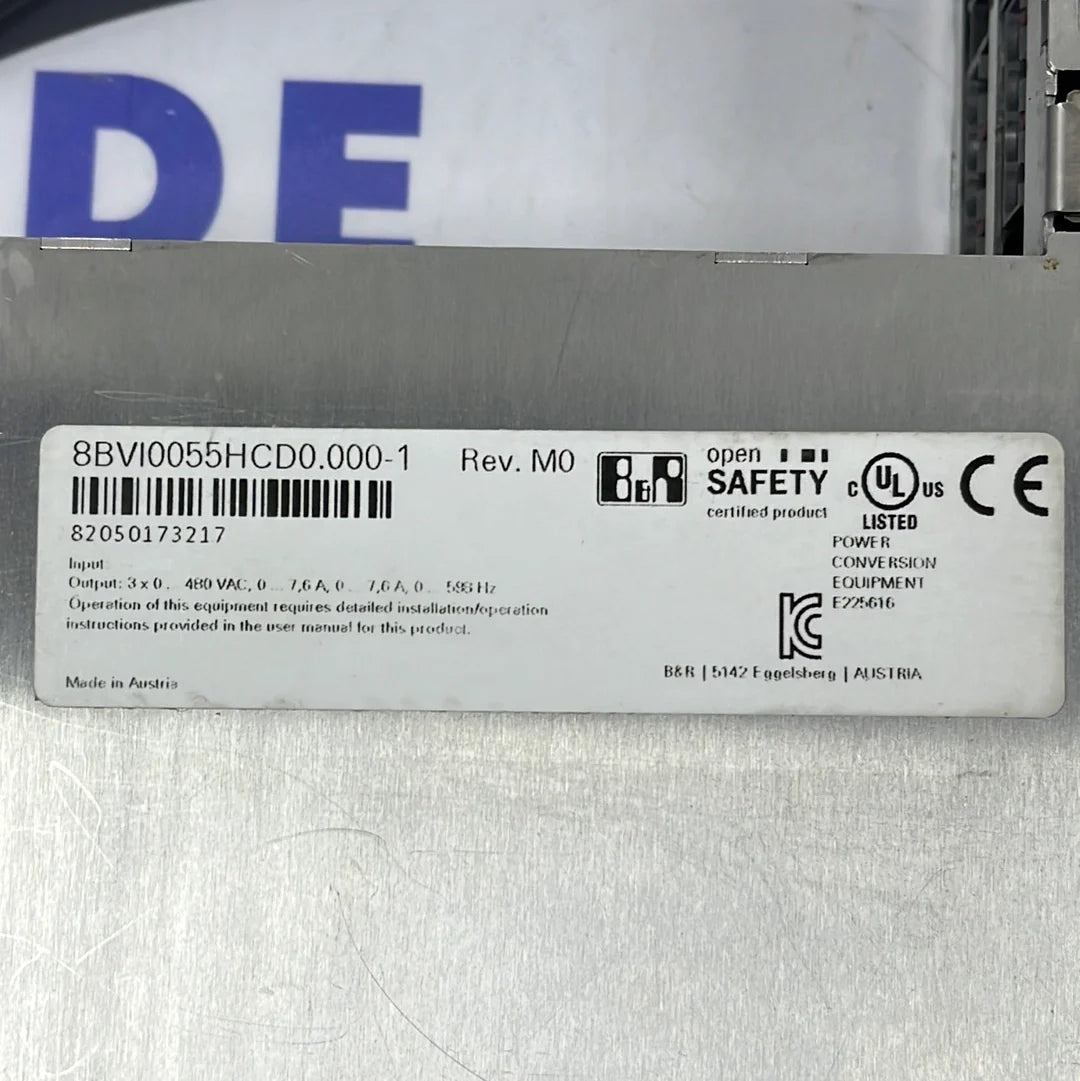 DE
8BVI0055HCD0.000-1 Rev. M0
B&R
open
SAFETY
certified product
c UL US
LISTED
CE
82050173217
POWER
CONVERSION
EQUIPMENT
E225616
Input
Output: 3 x 0 ... 480 VAC, 0 ... 7,6 A, 0 ... 7,6 A, 0 ... 598 Hz
Operation of this equipment requires detailed installation/operation
instructions provided in the user manual for this product.
KC
B&R | 5142 Eggelsberg | AUSTRIA
Made in Austria